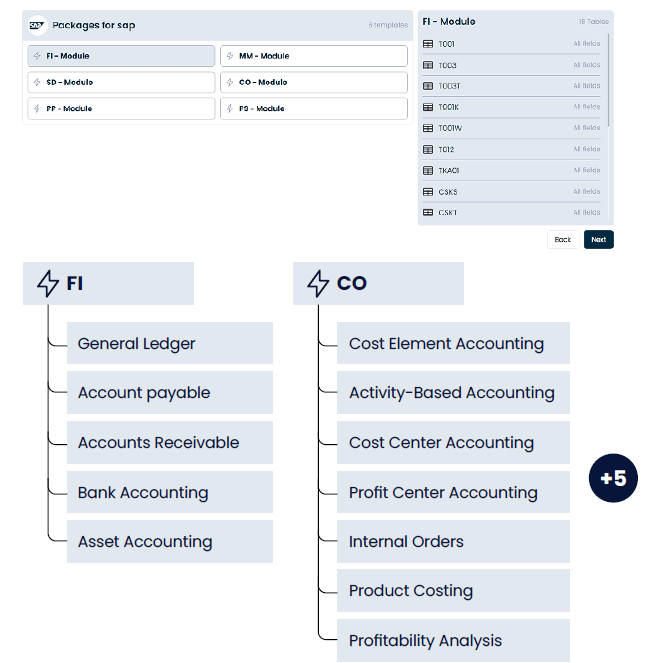 SAP Packages for sap
6 templates
FI - Module
MM - Module
SD - Module
CO - Module
PP - Module
PS - Module
FI - Module
18 Tables
T001 All fields
T003 All fields
T003T All fields
T001K All fields
T001W All fields
T012 All fields
TKA01 All fields
CSKS All fields
CSKT All fields
Back
Next
FI
General Ledger
Account payable
Accounts Receivable
Bank Accounting
Asset Accounting
CO
Cost Element Accounting
Activity-Based Accounting
Cost Center Accounting
Profit Center Accounting
Internal Orders
Product Costing
Profitability Analysis
+5